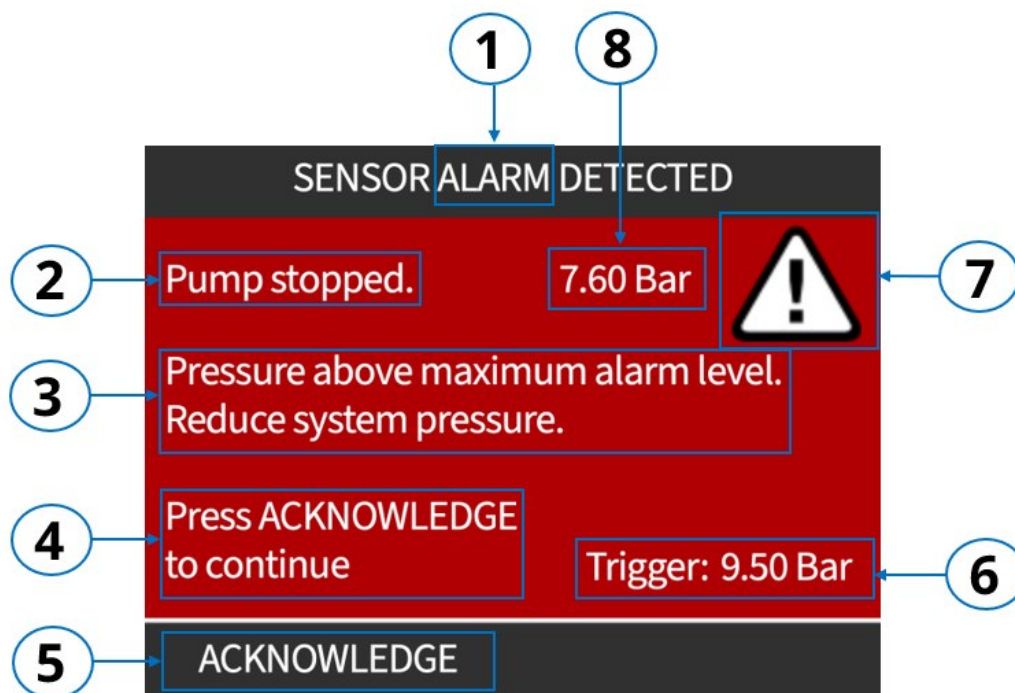 1 8
SENSOR ALARM DETECTED
2 Pump stopped. 7.60 Bar 7
3 Pressure above maximum alarm level.
Reduce system pressure.
4 Press ACKNOWLEDGE
to continue
Trigger: 9.50 Bar 6
5 ACKNOWLEDGE